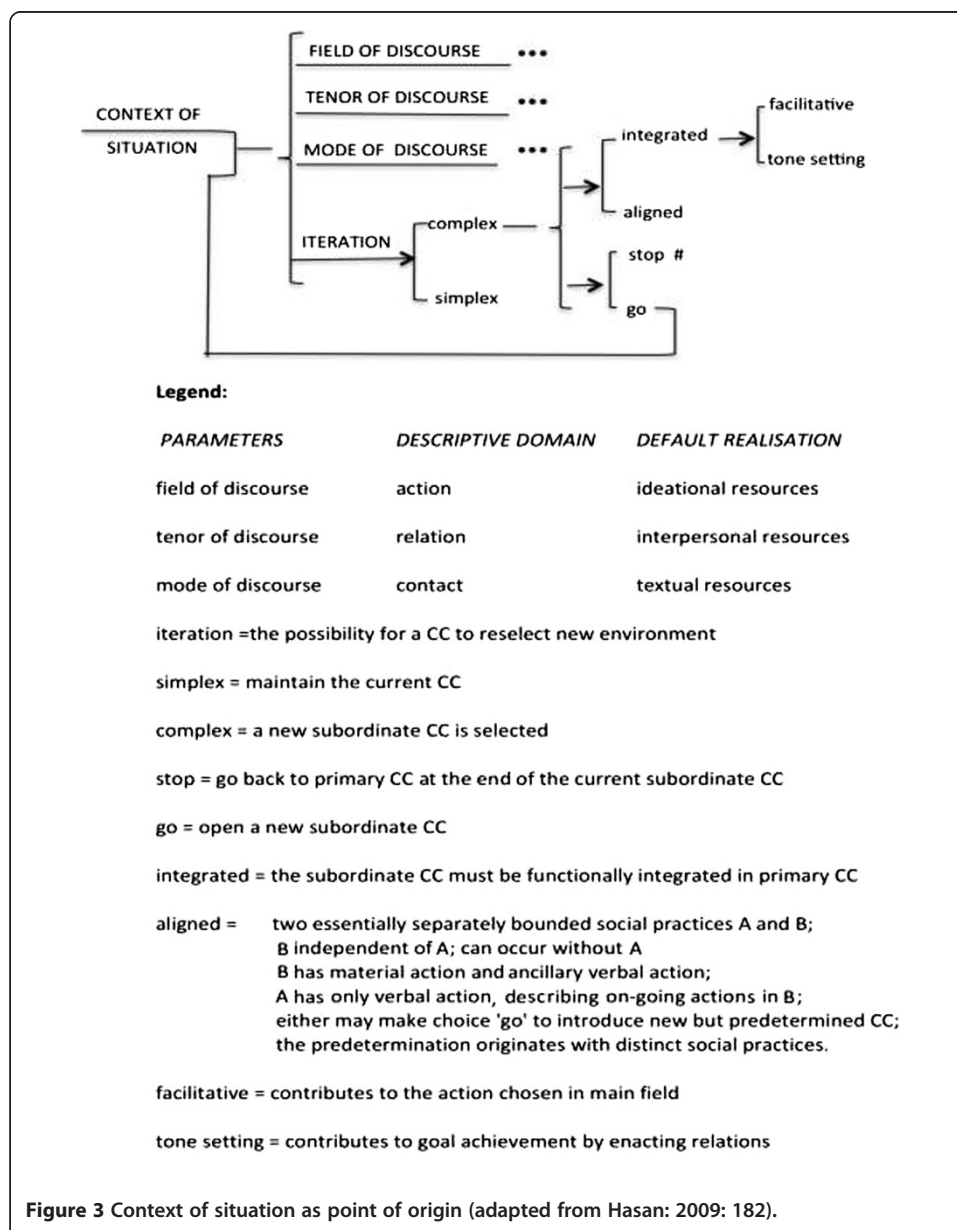 FIELD OF DISCOURSE •••
TENOR OF DISCOURSE •••
CONTEXT OF
SITUATION
MODE OF DISCOURSE •••
ITERATION
complex
simplex
integrated
aligned
stop #
go
facilitative
tone setting
Legend:
PARAMETERS DESCRIPTIVE DOMAIN DEFAULT REALISATION
field of discourse action ideational resources
tenor of discourse relation interpersonal resources
mode of discourse contact textual resources
iteration =the possibility for a CC to reselect new environment
simplex = maintain the current CC
complex = a new subordinate CC is selected
stop = go back to primary CC at the end of the current subordinate CC
go = open a new subordinate CC
integrated = the subordinate CC must be functionally integrated in primary CC
aligned = two essentially separately bounded social practices A and B;
B independent of A; can occur without A
B has material action and ancillary verbal action;
A has only verbal action, describing on-going actions in B;
either may make choice 'go' to introduce new but predetermined CC;
the predetermination originates with distinct social practices.
facilitative = contributes to the action chosen in main field
tone setting = contributes to goal achievement by enacting relations
Figure 3 Context of situation as point of origin (adapted from Hasan: 2009: 182).